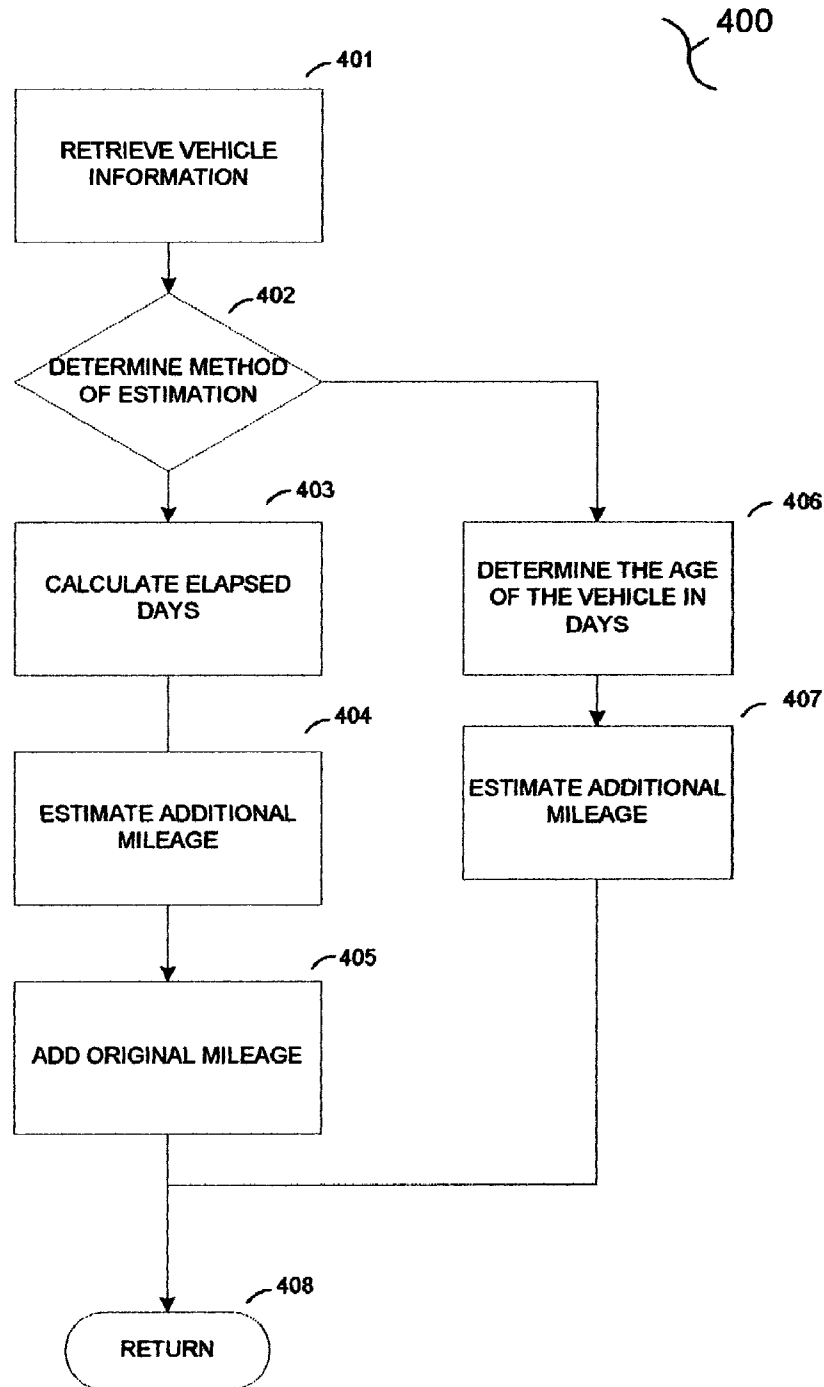 400
401
RETRIEVE VEHICLE
INFORMATION
402
DETERMINE METHOD
OF ESTIMATION
403
CALCULATE ELAPSED
DAYS
406
DETERMINE THE AGE
OF THE VEHICLE IN
DAYS
404
ESTIMATE ADDITIONAL
MILEAGE
407
ESTIMATE ADDITIONAL
MILEAGE
405
ADD ORIGINAL MILEAGE
408
RETURN